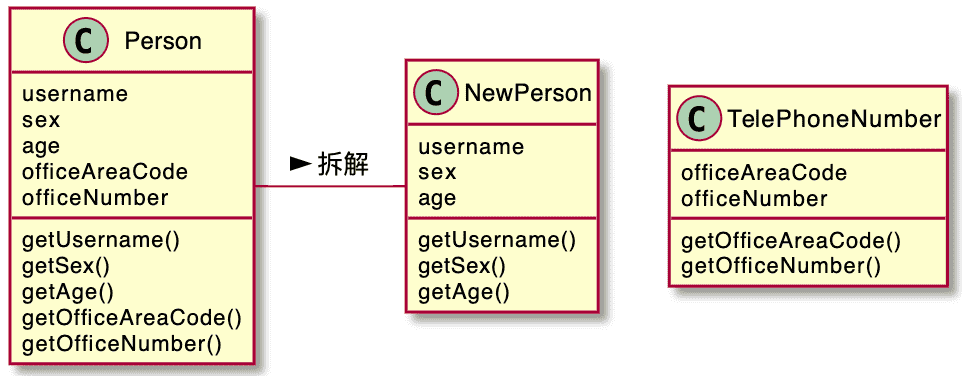 C Person
username
sex
age
officeAreaCode
officeNumber
getUsername()
getSex()
getAge()
getOfficeAreaCode()
getOfficeNumber()
► 拆解
C NewPerson
username
sex
age
getUsername()
getSex()
getAge()
C TelePhoneNumber
officeAreaCode
officeNumber
getOfficeAreaCode()
getOfficeNumber()